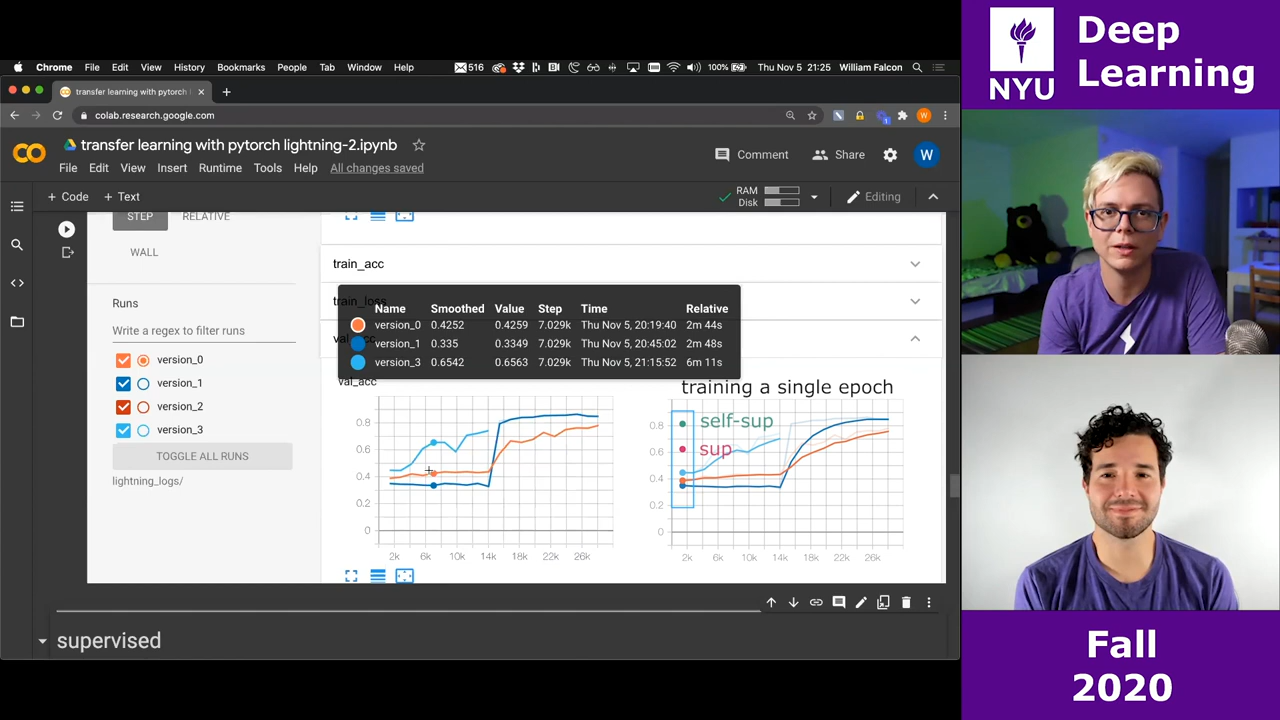 Chrome File Edit View History Bookmarks People Tab Window Help 516 100% Thu Nov 5 21:25 William Falcon
transfer learning with pytorch l
colab.research.google.com
W
transfer learning with pytorch lightning-2.ipynb
Comment Share W
File Edit View Insert Runtime Tools Help All changes saved
+ Code + Text RAM Disk Editing
STEP RELATIVE
WALL
Runs
Write a regex to filter runs
version_0
version_1
version_2
version_3
TOGGLE ALL RUNS
lightning_logs/
train_acc
train_loss
Name Smoothed Value Step Time Relative
version_0 0.4252 0.4259 7.029k Thu Nov 5, 20:19:40 2m 44s
version_1 0.335 0.3349 7.029k Thu Nov 5, 20:45:02 2m 48s
version_3 0.6542 0.6563 7.029k Thu Nov 5, 21:15:52 6m 11s
val_acc
0.8
0.6
0.4
0.2
0
2k 6k 10k 14k 18k 22k 26k
training a single epoch
self-sup
sup
0.8
0.6
0.4
0.2
0
2k 6k 10k 14k 18k 22k 26k
supervised
NYU
Deep
Learning
Fall
2020